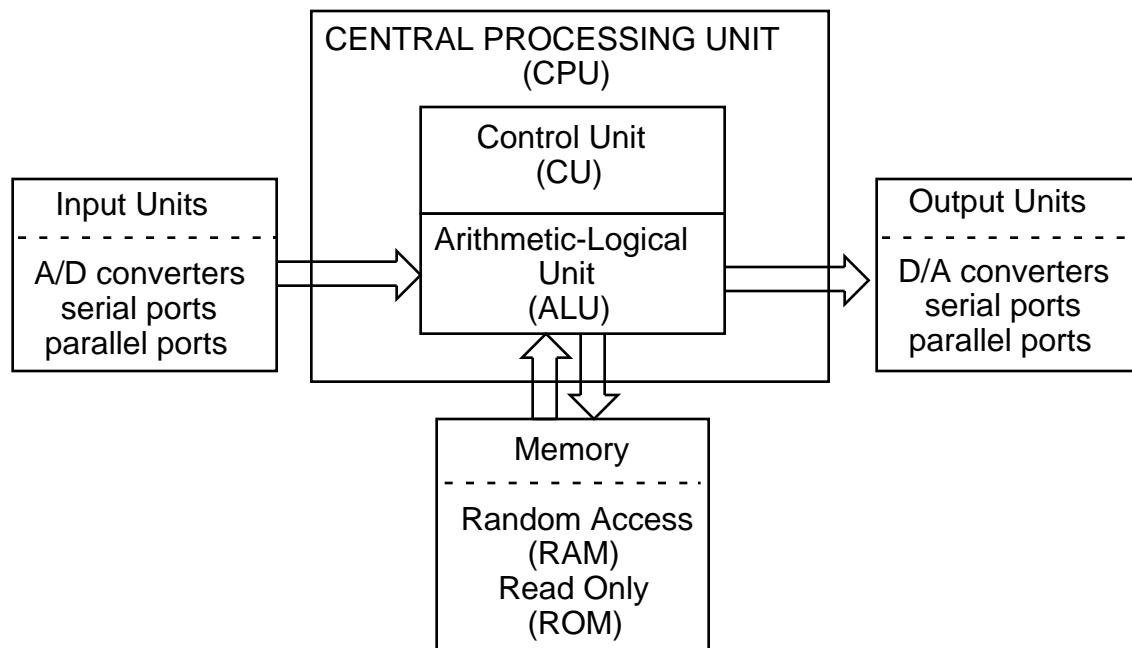 CENTRAL PROCESSING UNIT
(CPU)
Control Unit
(CU)
Arithmetic-Logical
Unit
(ALU)
Input Units
A/D converters
serial ports
parallel ports
Output Units
D/A converters
serial ports
parallel ports
Memory
Random Access
(RAM)
Read Only
(ROM)